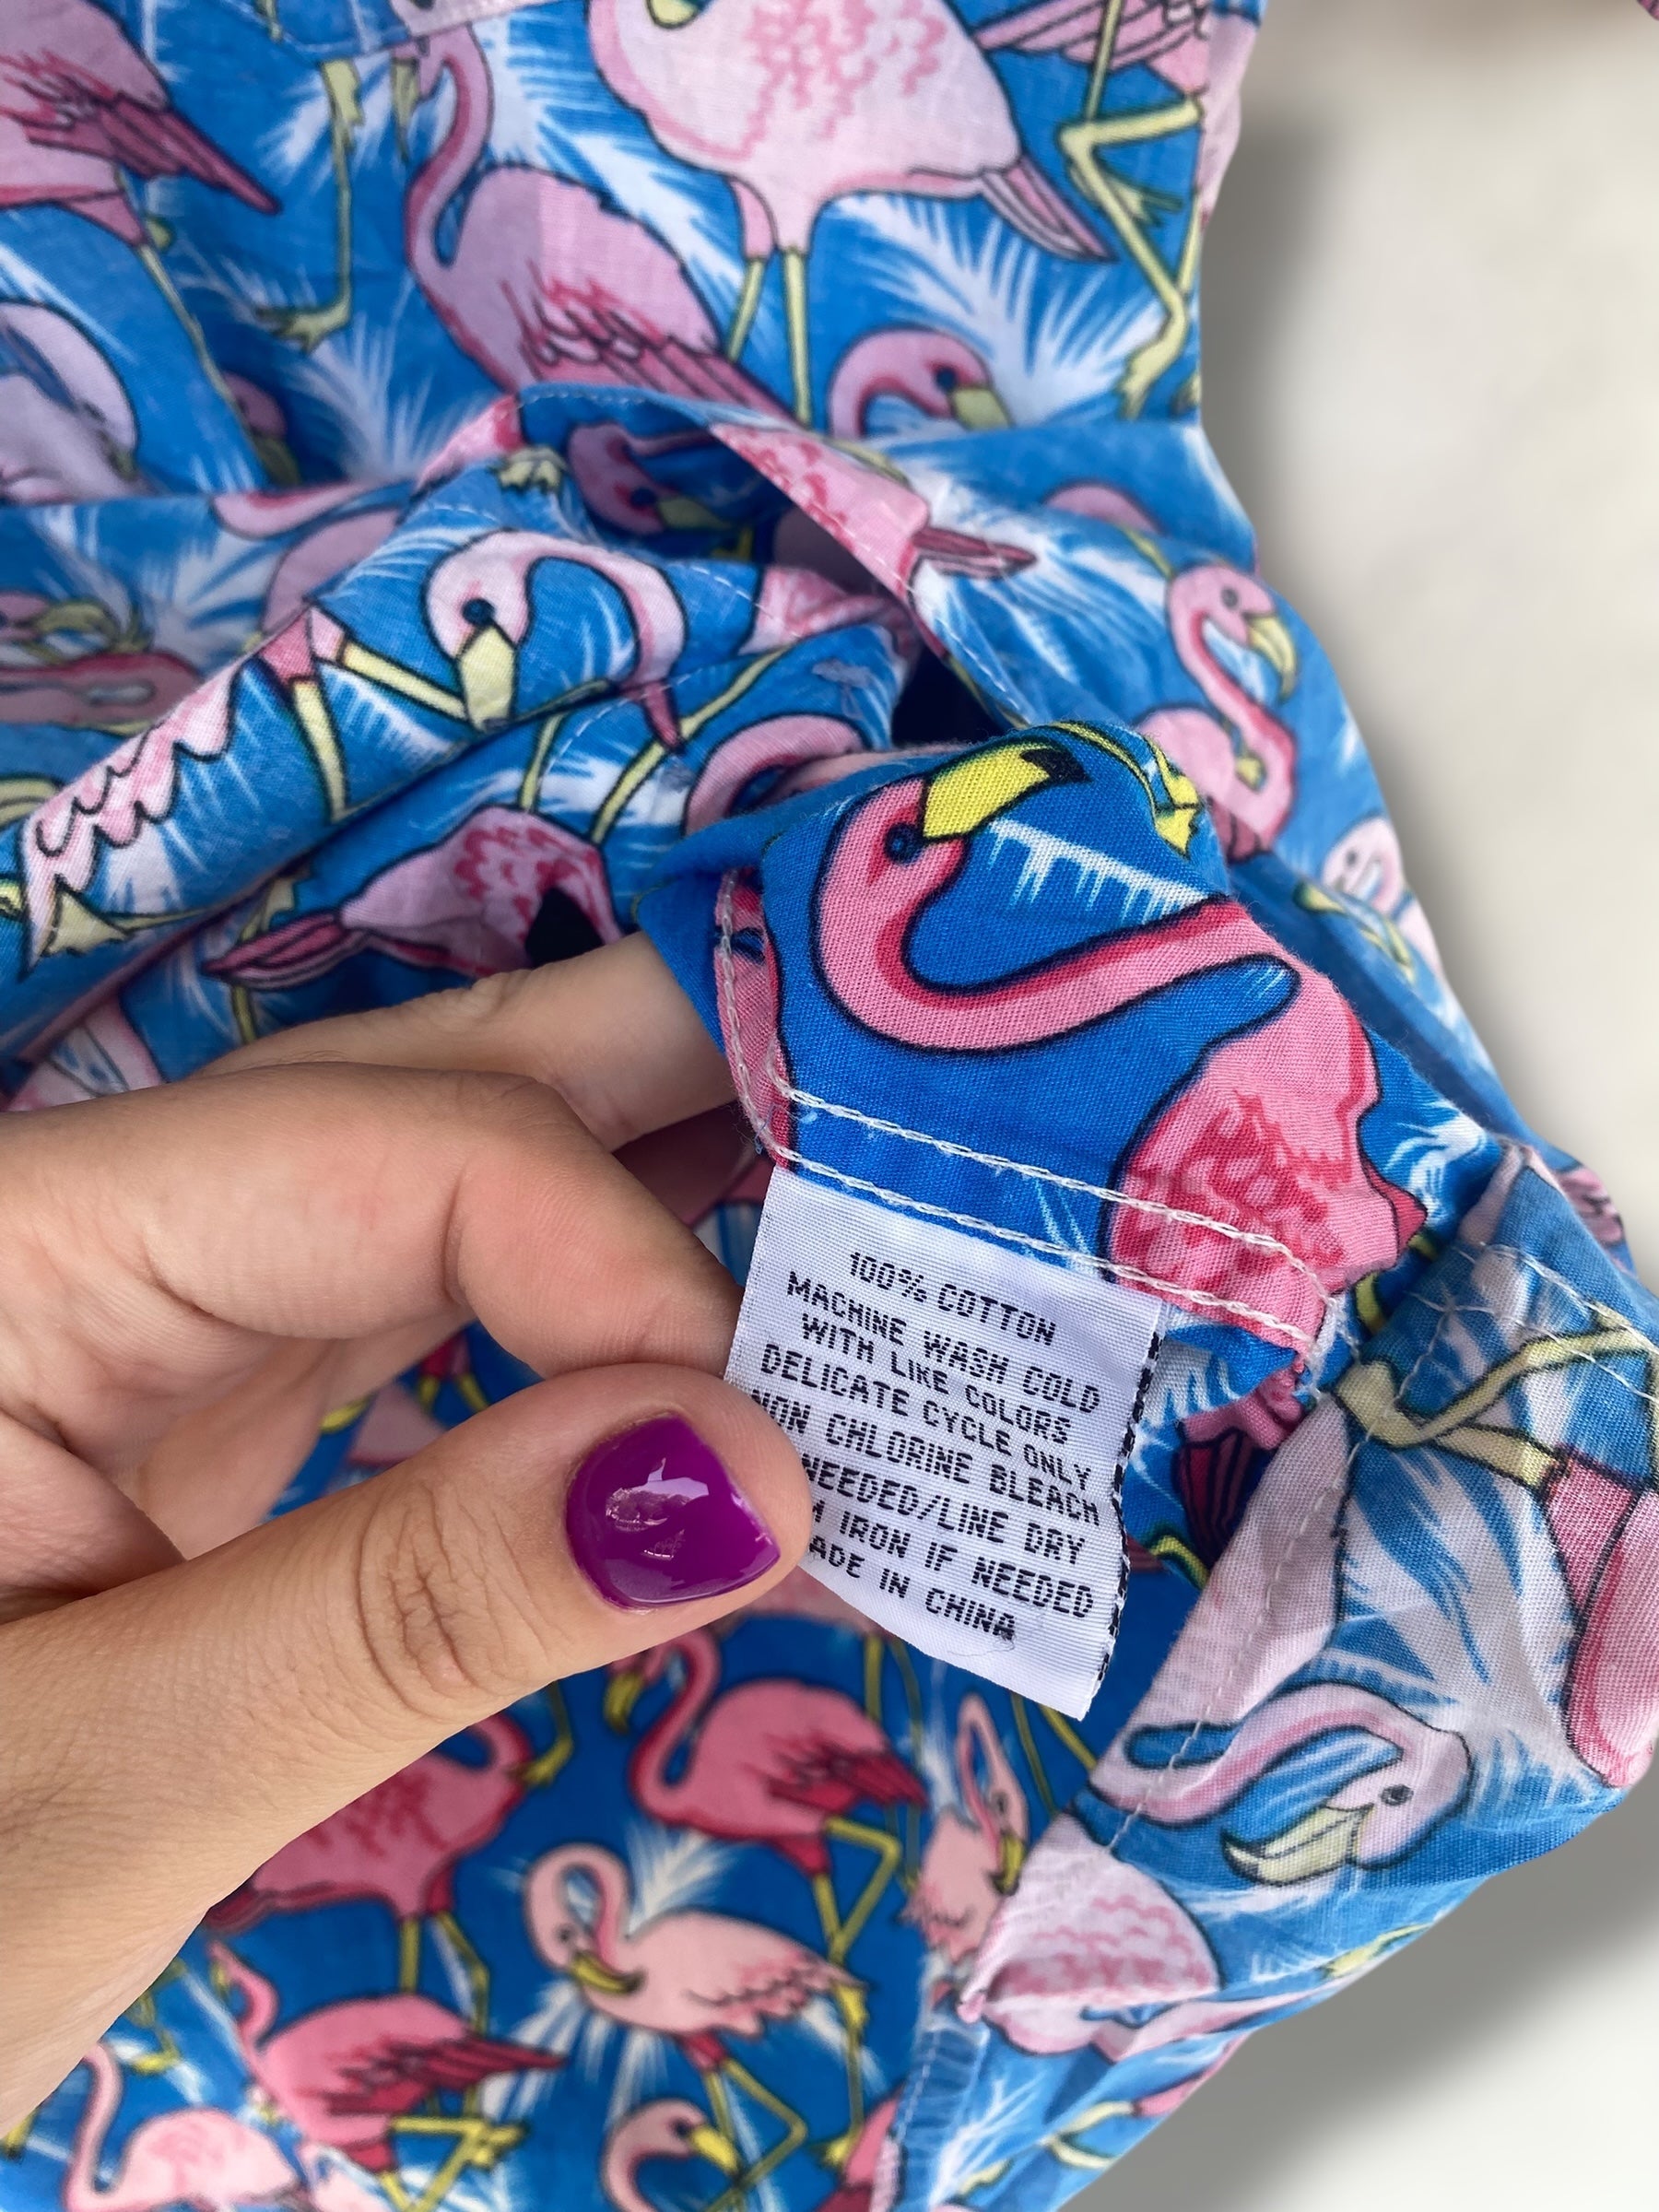 100% COTTON
MACHINE WASH COLD
WITH LIKE COLORS
DELICATE CYCLE ONLY
NON CHLORINE BLEACH
NEEDED/LINE DRY
IRON IF NEEDED
ADE IN CHINA